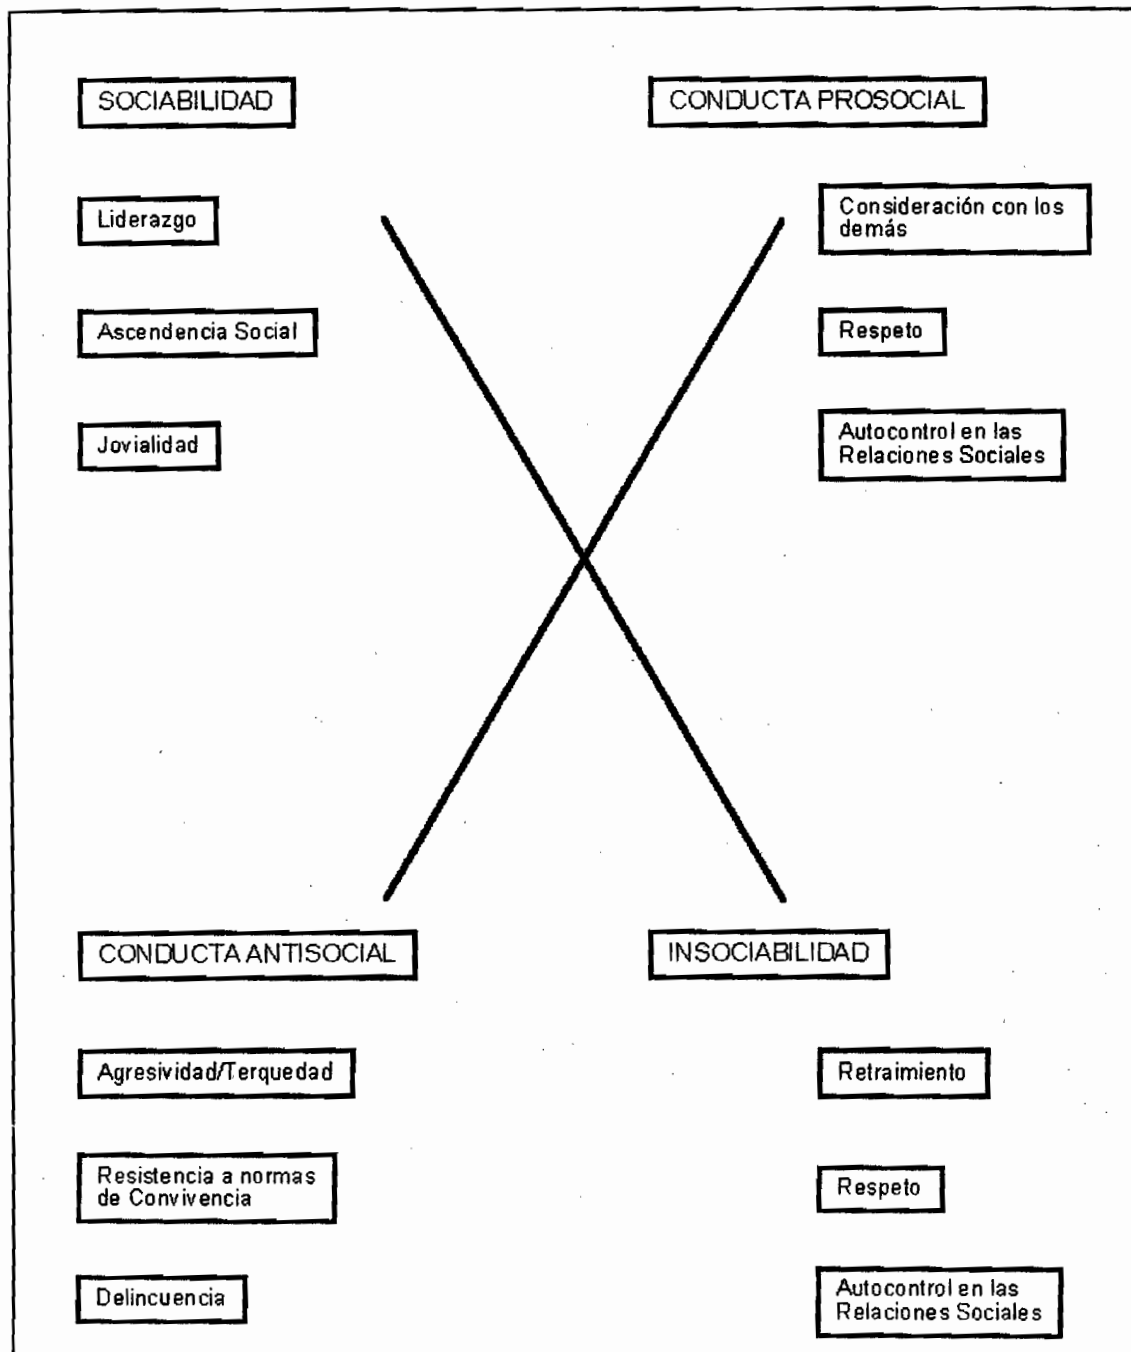 SOCIABILIDAD
CONDUCTA PROSOCIAL
Liderazgo
Consideración con los
demás
Ascendencia Social
Respeto
Jovialidad
Autocontrol en las
Relaciones Sociales
CONDUCTA ANTISOCIAL
INSOCIABILIDAD
Agresividad/Terquedad
Retraimiento
Resistencia a normas
de Convivencia
Respeto
Delincuencia
Autocontrol en las
Relaciones Sociales